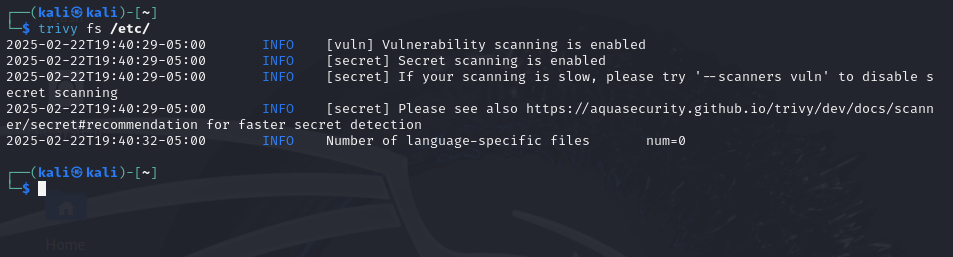 ┌──(kali㉿kali)-[~]
└─$ trivy fs /etc/
2025-02-22T19:40:29-05:00       INFO    [vuln] Vulnerability scanning is enabled
2025-02-22T19:40:29-05:00       INFO    [secret] Secret scanning is enabled
2025-02-22T19:40:29-05:00       INFO    [secret] If your scanning is slow, please try '--scanners vuln' to disable s
ecret scanning
2025-02-22T19:40:29-05:00       INFO    [secret] Please see also https://aquasecurity.github.io/trivy/dev/docs/scann
er/secret#recommendation for faster secret detection
2025-02-22T19:40:32-05:00       INFO    Number of language-specific files       num=0
┌──(kali㉿kali)-[~]
└─$
Home